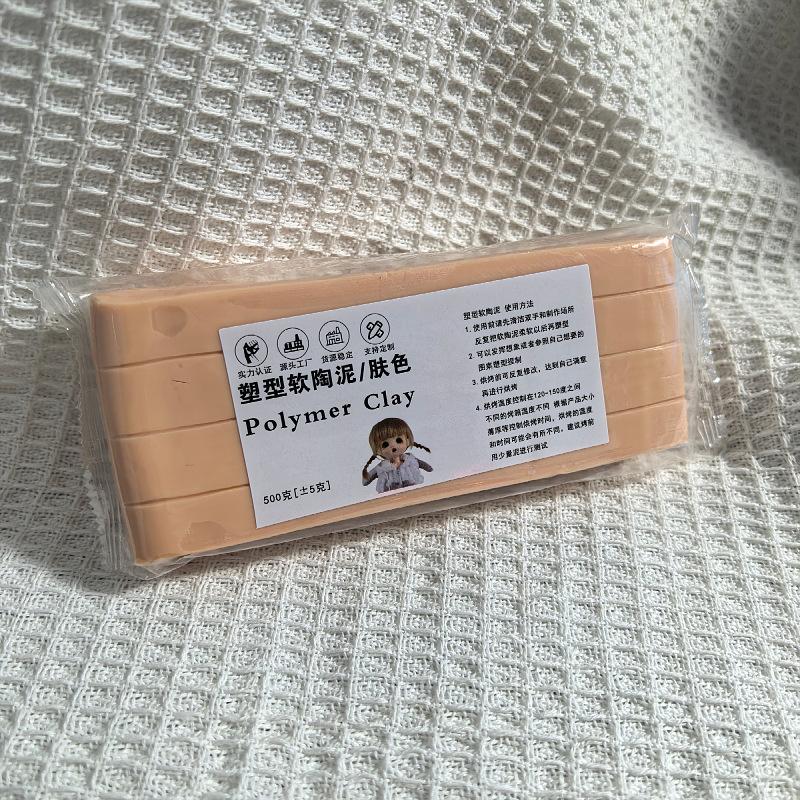 实力认证 源头工厂 货源稳定 支持定制
塑型软陶泥/肤色
Polymer Clay
500克[±5克]
塑型软陶泥 使用方法
1. 使用前请先清洁双手和制作场所
反复把软陶泥柔软以后再塑型
2. 可以发挥想象或者参照自己想要的
图案塑型捏制
3. 烘烤前可反复修改，达到自己满意
再进行烘烤
4. 烘烤温度控制在120-150度之间
不同的烤箱温度不同 根据产品大小
薄厚等控制烘烤时间，烘烤的温度
和时间可能会有所不同，建议烤前
用少量泥进行测试